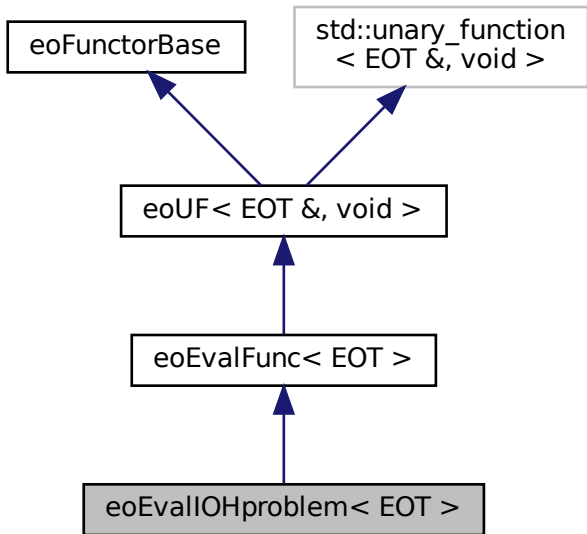 eoFunctorBase
std::unary_function
< EOT &, void >
eoUF< EOT &, void >
eoEvalFunc< EOT >
eoEvalIOHproblem< EOT >